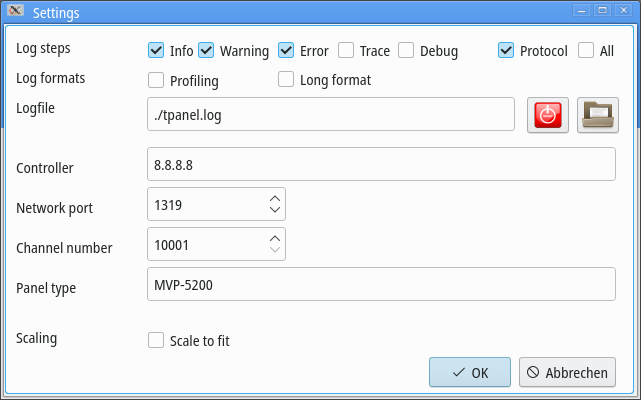 Settings
Log steps Info Warning Error Trace Debug Protocol All
Log formats Profiling Long format
Logfile ./tpanel.log
Controller 8.8.8.8
Network port 1319
Channel number 10001
Panel type MVP-5200
Scaling Scale to fit
OK Abbrechen